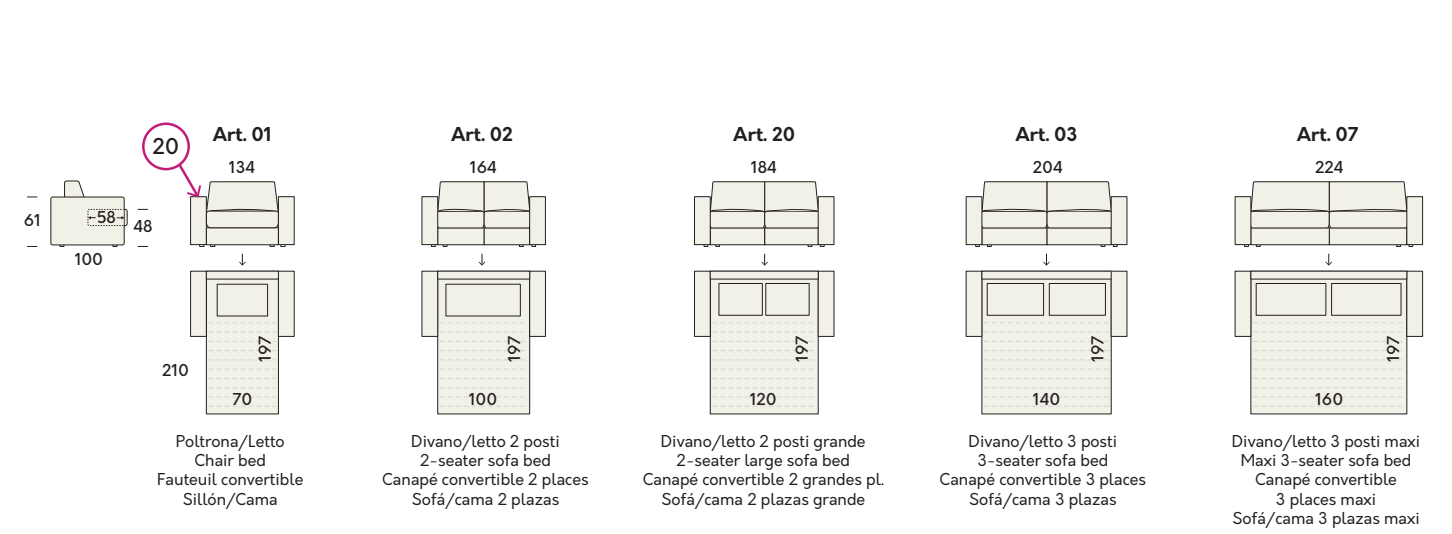 20
61
58
48
100
Art. 01
134
210
197
70
Poltrona/Letto
Chair bed
Fauteuil convertible
Sillón/Cama
Art. 02
164
197
100
Divano/letto 2 posti
2-seater sofa bed
Canapé convertible 2 places
Sofá/cama 2 plazas
Art. 20
184
197
120
Divano/letto 2 posti grande
2-seater large sofa bed
Canapé convertible 2 grandes pl.
Sofá/cama 2 plazas grande
Art. 03
204
197
140
Divano/letto 3 posti
3-seater sofa bed
Canapé convertible 3 places
Sofá/cama 3 plazas
Art. 07
224
197
160
Divano/letto 3 posti maxi
Maxi 3-seater sofa bed
Canapé convertible
3 places maxi
Sofá/cama 3 plazas maxi